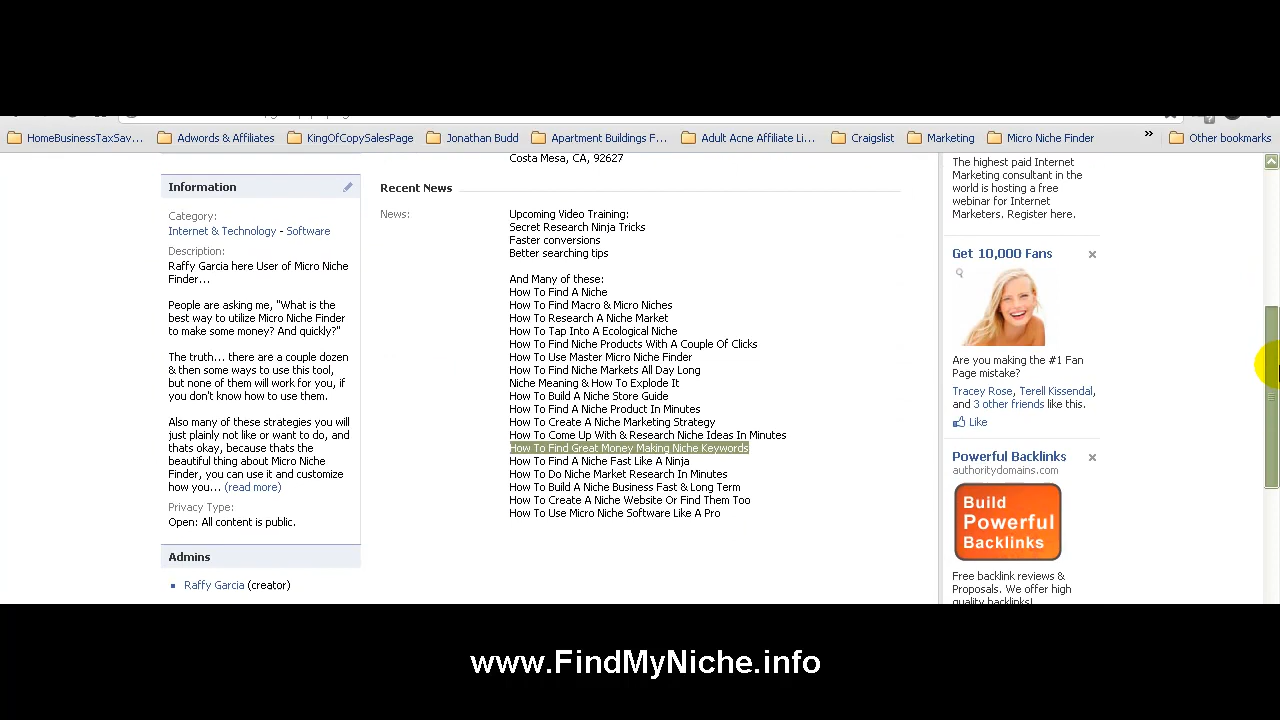 HomeBusinessTaxSav... Adwords & Affiliates KingOfCopySalesPage Jonathan Budd Apartment Buildings F... Adult Acne Affiliate Li... Craigslist Marketing Micro Niche Finder » Other bookmarks
Costa Mesa, CA, 92627
Information
Category:
Internet & Technology - Software
Description:
Raffy Garcia here User of Micro Niche
Finder...
People are asking me, "What is the
best way to utilize Micro Niche Finder
to make some money? And quickly?"
The truth... there are a couple dozen
& then some ways to use this tool,
but none of them will work for you, if
you don't know how to use them.
Also many of these strategies you will
just plainly not like or want to do, and
thats okay, because thats the
beautiful thing about Micro Niche
Finder, you can use it and customize
how you... (read more)
Privacy Type:
Open: All content is public.
Admins
Raffy Garcia (creator)
Recent News
News:
Upcoming Video Training:
Secret Research Ninja Tricks
Faster conversions
Better searching tips
And Many of these:
How To Find A Niche
How To Find Macro & Micro Niches
How To Research A Niche Market
How To Tap Into A Ecological Niche
How To Find Niche Products With A Couple Of Clicks
How To Use Master Micro Niche Finder
How To Find Niche Markets All Day Long
Niche Meaning & How To Explode It
How To Build A Niche Store Guide
How To Find A Niche Product In Minutes
How To Create A Niche Marketing Strategy
How To Come Up With & Research Niche Ideas In Minutes
How To Find Great Money Making Niche Keywords
How To Find A Niche Fast Like A Ninja
How To Do Niche Market Research In Minutes
How To Build A Niche Business Fast & Long Term
How To Create A Niche Website Or Find Them Too
How To Use Micro Niche Software Like A Pro
The highest paid Internet
Marketing consultant in the
world is hosting a free
webinar for Internet
Marketers. Register here.
Get 10,000 Fans
Are you making the #1 Fan
Page mistake?
Tracey Rose, Terell Kissendal,
and 3 other friends like this.
Like
Powerful Backlinks
authoritydomains.com
Build
Powerful
Backlinks
Free backlink reviews &
Proposals. We offer high
quality backlinks!
www.FindMyNiche.info